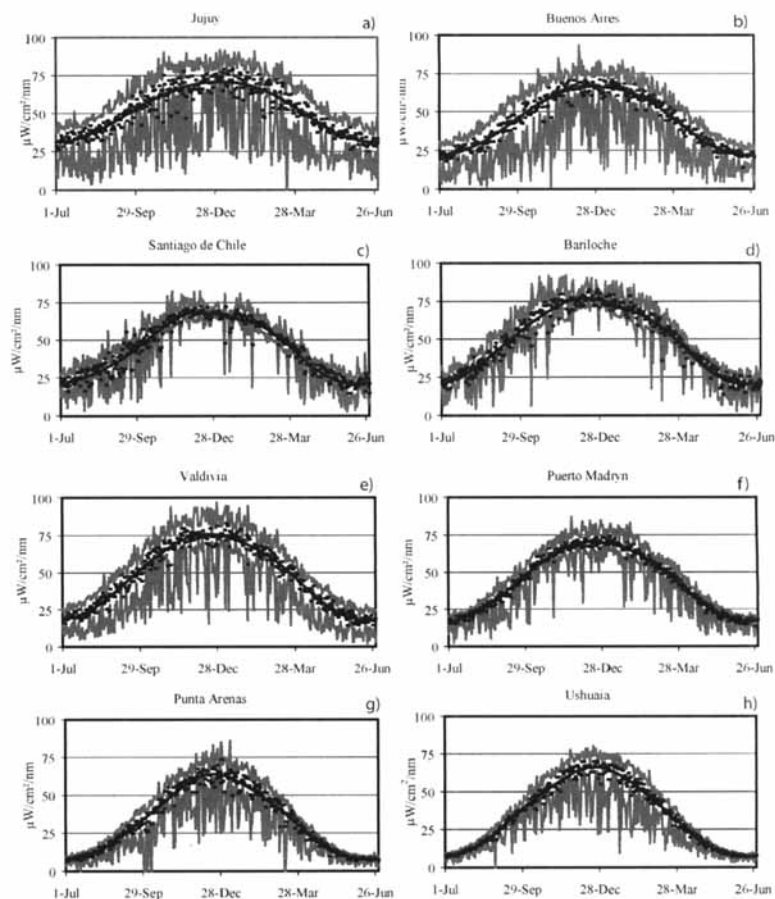 Jujuy a)
Buenos Aires b)
100
75
50
25
0
µW/cm²/nm
1-Jul 29-Sep 28-Dec 28-Mar 26-Jun
100
75
50
25
0
1-Jul 29-Sep 28-Dec 28-Mar 26-Jun
Santiago de Chile c)
Bariloche d)
100
75
50
25
0
µW/cm²/nm
1-Jul 29-Sep 28-Dec 28-Mar 26-Jun
100
75
50
25
0
µW/cm²/nm
1-Jul 29-Sep 28-Dec 28-Mar 26-Jun
Valdivia e)
Puerto Madryn f)
100
75
50
25
0
µW/cm²/nm
1-Jul 29-Sep 28-Dec 28-Mar 26-Jun
100
75
50
25
0
µW/cm²/nm
1-Jul 29-Sep 28-Dec 28-Mar 26-Jun
Punta Arenas g)
Ushuaia h)
100
75
50
25
0
µW/cm²/nm
1-Jul 29-Sep 28-Dec 28-Mar 26-Jun
100
75
50
25
0
µW/cm²/nm
1-Jul 29-Sep 28-Dec 28-Mar 26-Jun